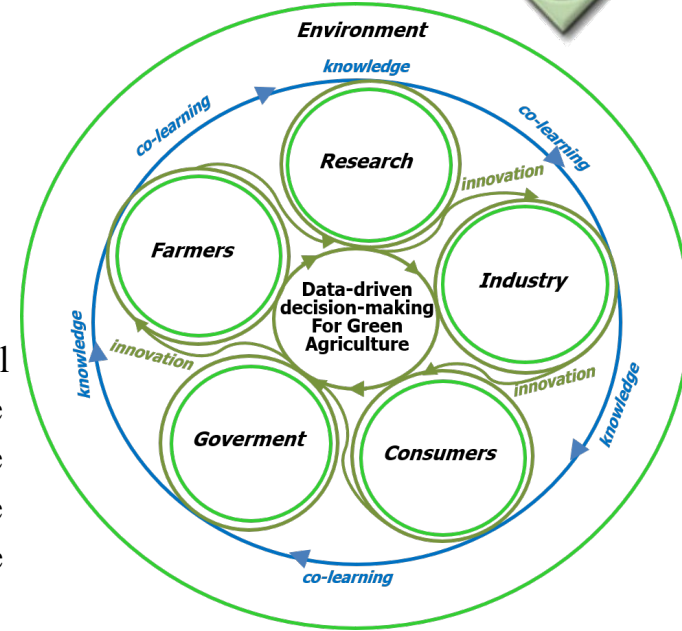 Environment
knowledge
co-learning
co-learning
Research
innovation
Farmers
Industry
Data-driven
decision-making
For Green
Agriculture
knowledge
innovation
innovation
knowledge
Goverment
Consumers
co-learning
l
e
e
e
e